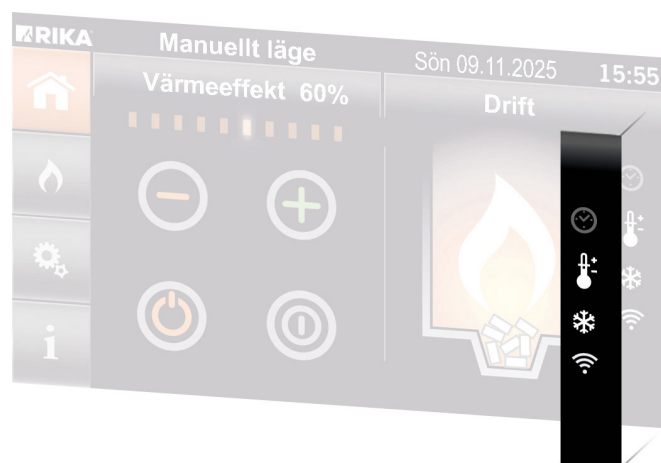 RIKA
Manuellt läge
Sön 09.11.2025 15:55
Värmeeffekt 60%
Drift
i